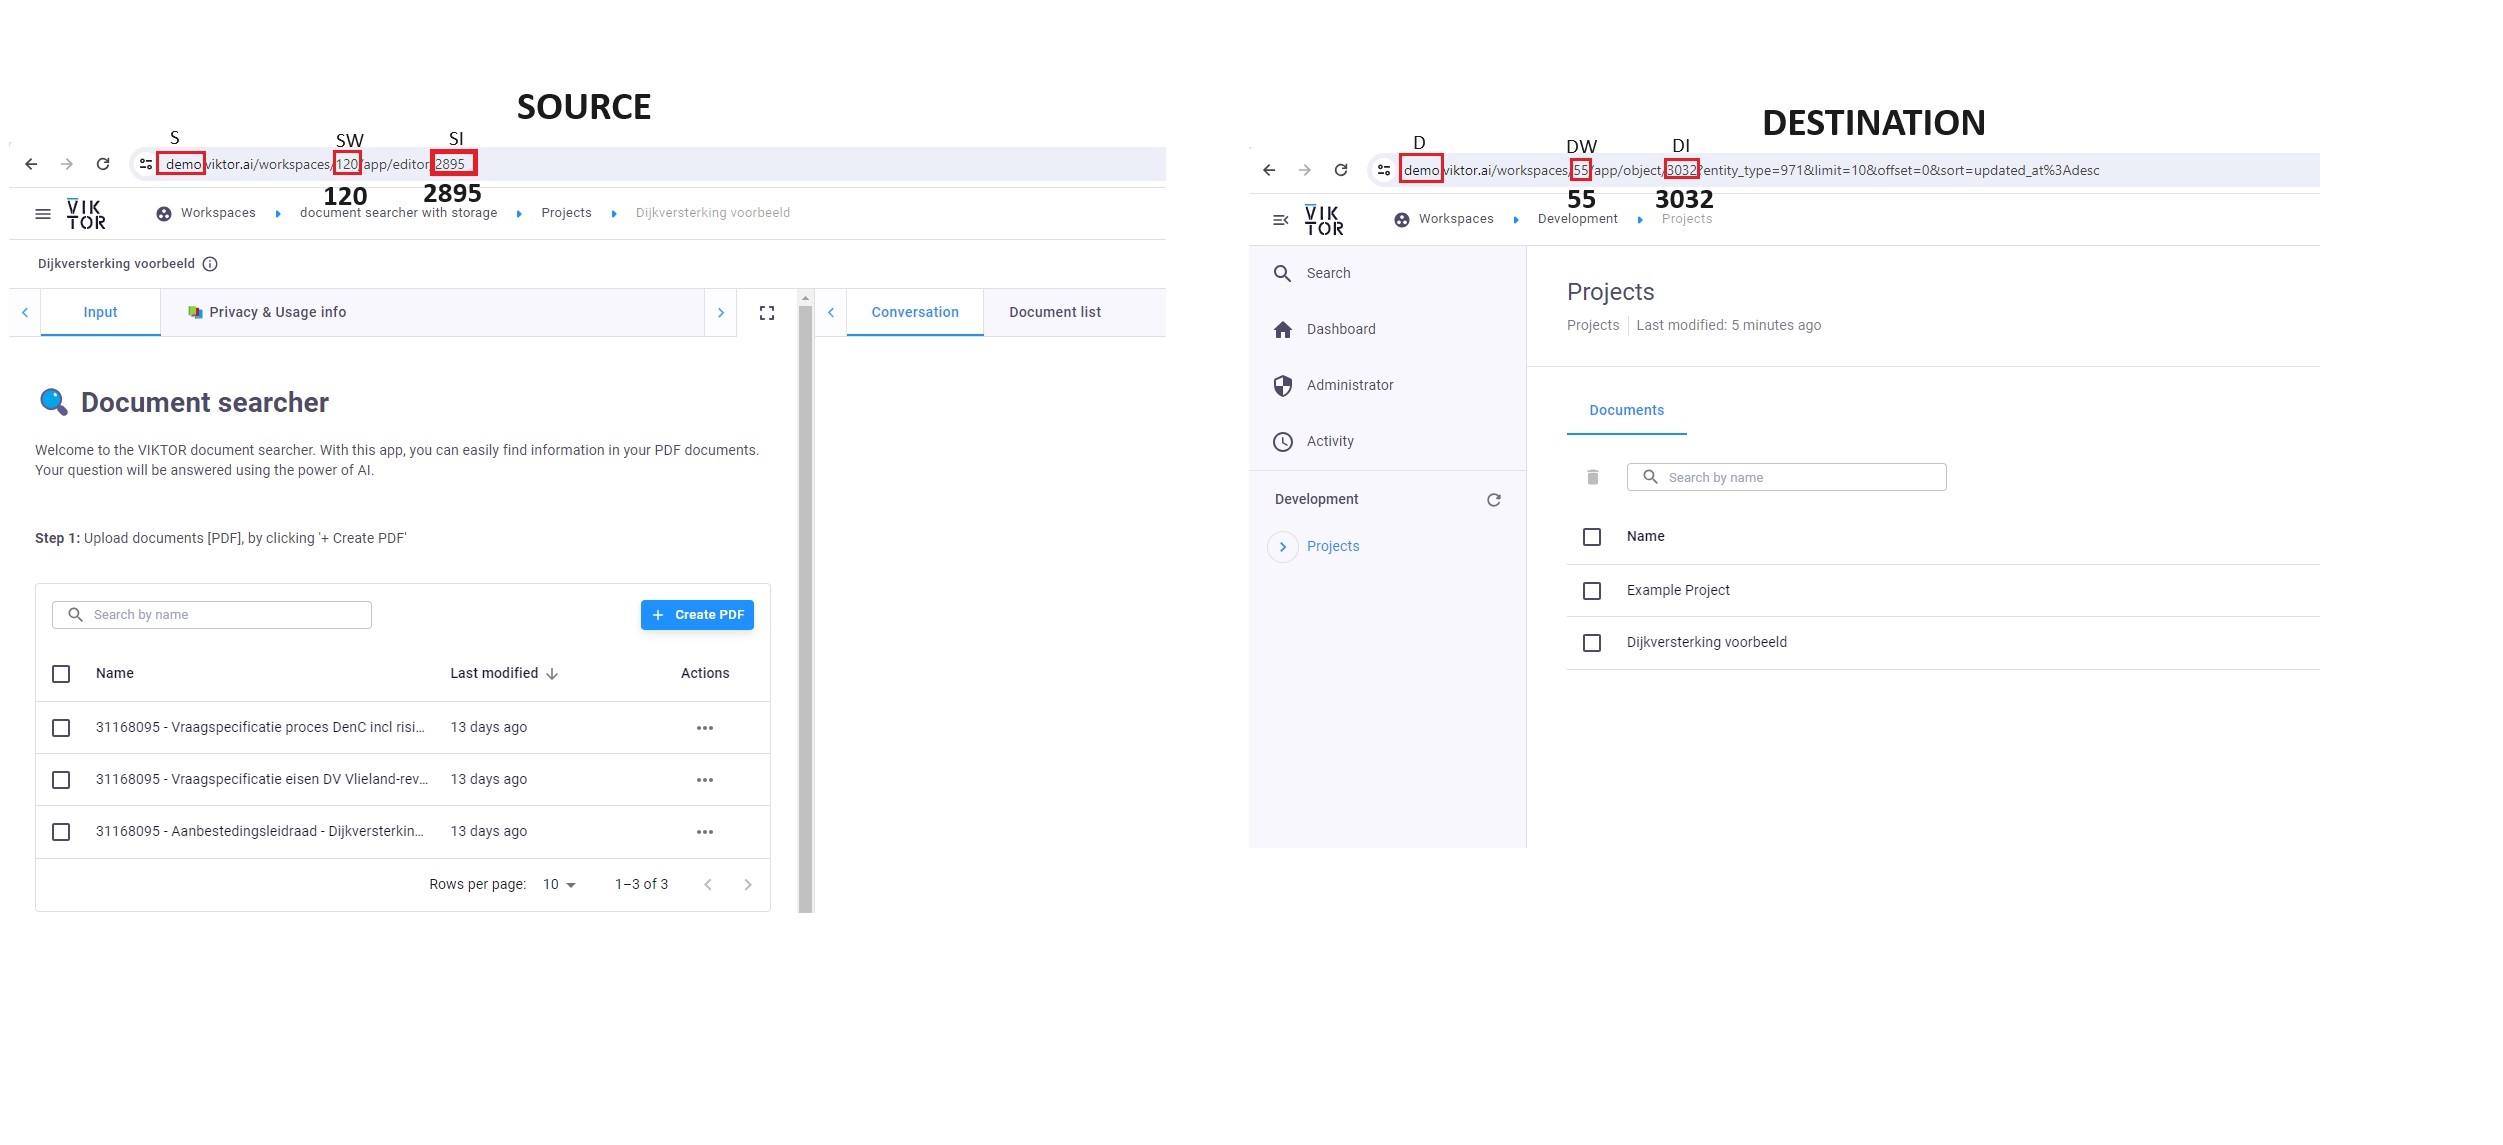 SOURCE
S
SW
SI
demo.viktor.ai/workspaces/120/app/editor/2895
120
2895
VIK
TOR
Workspaces
document searcher with storage
Projects
Dijkversterking voorbeeld
Dijkversterking voorbeeld
Input
Privacy & Usage info
Conversation
Document list
Document searcher
Welcome to the VIKTOR document searcher. With this app, you can easily find information in your PDF documents.
Your question will be answered using the power of AI.
Step 1: Upload documents [PDF], by clicking '+ Create PDF'
Search by name
+ Create PDF
Name
Last modified
Actions
31168095 - Vraagspecificatie proces DenC incl risi...
13 days ago
31168095 - Vraagspecificatie eisen DV Vlieland-rev...
13 days ago
31168095 - Aanbestedingsleidraad - Dijkversterkin...
13 days ago
Rows per page:
10
1–3 of 3
DESTINATION
D
DW
DI
demo.viktor.ai/workspaces/55/app/object/3032?entity_type=971&limit=10&offset=0&sort=updated_at%3Adesc
55
3032
VIK
TOR
Workspaces
Development
Projects
Search
Dashboard
Administrator
Activity
Development
Projects
Projects
Projects
Last modified: 5 minutes ago
Documents
Search by name
Name
Example Project
Dijkversterking voorbeeld